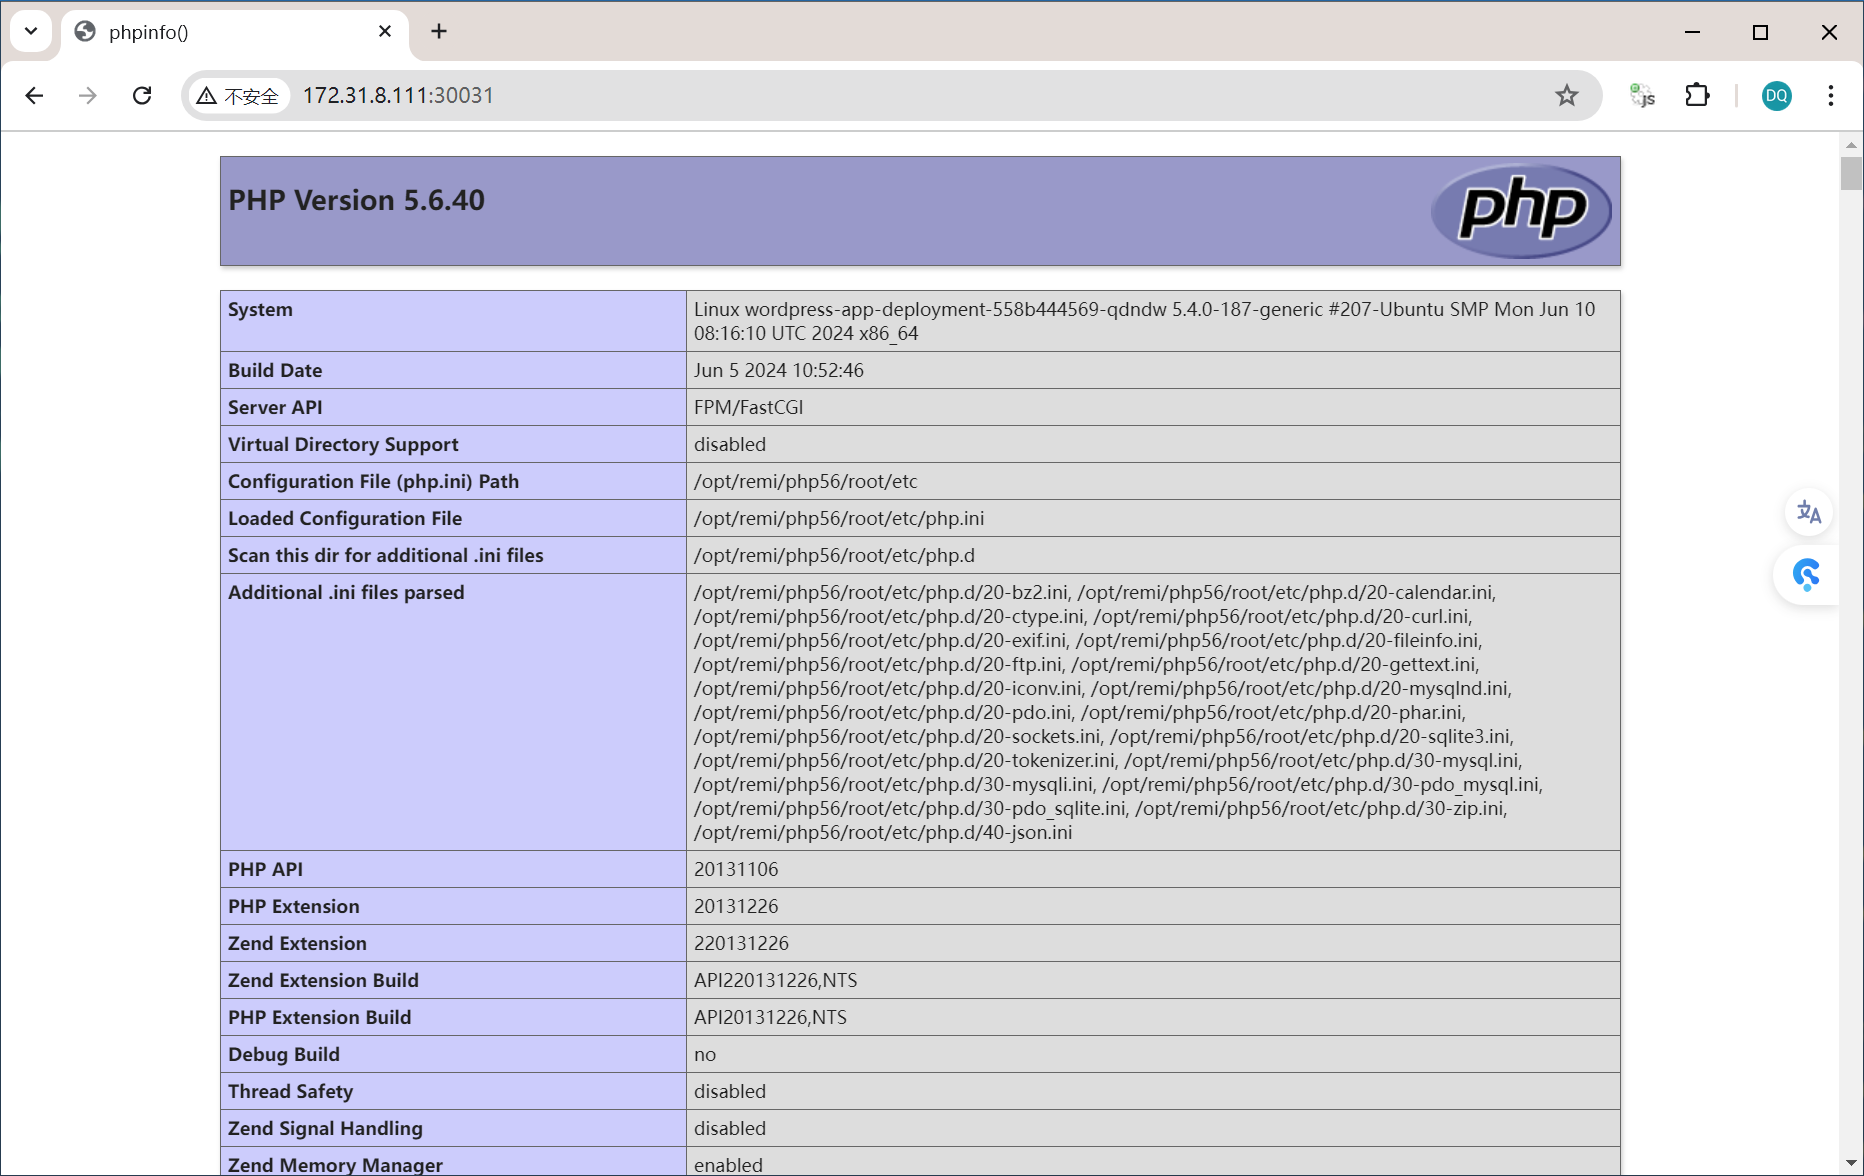 phpinfo()
不安全 172.31.8.111:30031
js
DQ
PHP Version 5.6.40
php
System
Linux wordpress-app-deployment-558b444569-qdndw 5.4.0-187-generic #207-Ubuntu SMP Mon Jun 10
08:16:10 UTC 2024 x86_64
Build Date
Jun 5 2024 10:52:46
Server API
FPM/FastCGI
Virtual Directory Support
disabled
Configuration File (php.ini) Path
/opt/remi/php56/root/etc
Loaded Configuration File
/opt/remi/php56/root/etc/php.ini
Scan this dir for additional .ini files
/opt/remi/php56/root/etc/php.d
Additional .ini files parsed
/opt/remi/php56/root/etc/php.d/20-bz2.ini, /opt/remi/php56/root/etc/php.d/20-calendar.ini,
/opt/remi/php56/root/etc/php.d/20-ctype.ini, /opt/remi/php56/root/etc/php.d/20-curl.ini,
/opt/remi/php56/root/etc/php.d/20-exif.ini, /opt/remi/php56/root/etc/php.d/20-fileinfo.ini,
/opt/remi/php56/root/etc/php.d/20-ftp.ini, /opt/remi/php56/root/etc/php.d/20-gettext.ini,
/opt/remi/php56/root/etc/php.d/20-iconv.ini, /opt/remi/php56/root/etc/php.d/20-mysqlnd.ini,
/opt/remi/php56/root/etc/php.d/20-pdo.ini, /opt/remi/php56/root/etc/php.d/20-phar.ini,
/opt/remi/php56/root/etc/php.d/20-sockets.ini, /opt/remi/php56/root/etc/php.d/20-sqlite3.ini,
/opt/remi/php56/root/etc/php.d/20-tokenizer.ini, /opt/remi/php56/root/etc/php.d/30-mysql.ini,
/opt/remi/php56/root/etc/php.d/30-mysqli.ini, /opt/remi/php56/root/etc/php.d/30-pdo_mysql.ini,
/opt/remi/php56/root/etc/php.d/30-pdo_sqlite.ini, /opt/remi/php56/root/etc/php.d/30-zip.ini,
/opt/remi/php56/root/etc/php.d/40-json.ini
PHP API
20131106
PHP Extension
20131226
Zend Extension
220131226
Zend Extension Build
API220131226,NTS
PHP Extension Build
API20131226,NTS
Debug Build
no
Thread Safety
disabled
Zend Signal Handling
disabled
Zend Memory Manager
enabled